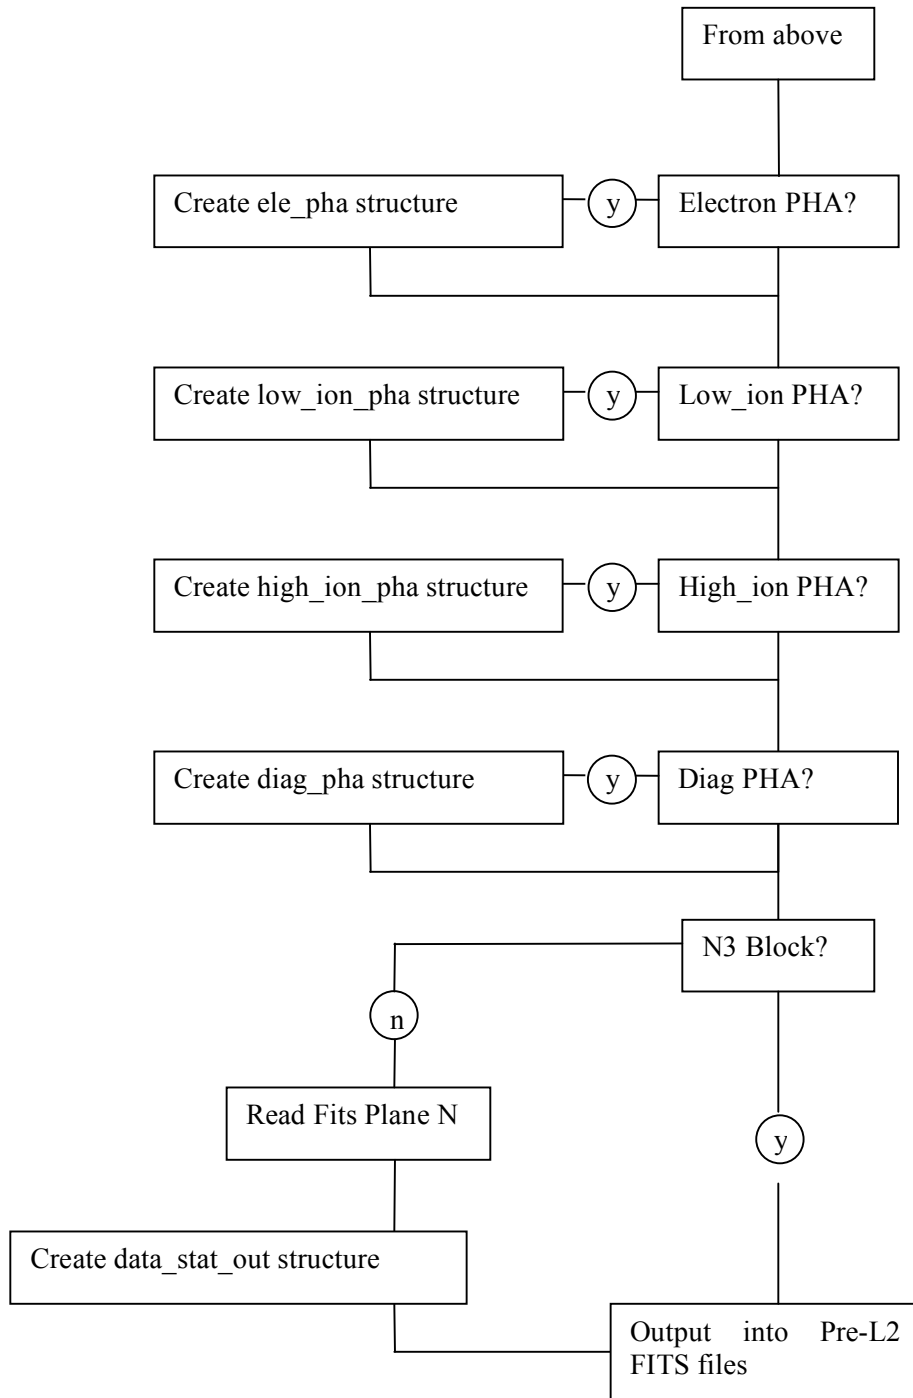 From above
Create ele_pha structure
y
Electron PHA?
Create low_ion_pha structure
y
Low_ion PHA?
Create high_ion_pha structure
y
High_ion PHA?
Create diag_pha structure
y
Diag PHA?
N3 Block?
n
Read Fits Plane N
y
Create data_stat_out structure
Output into Pre-L2
FITS files